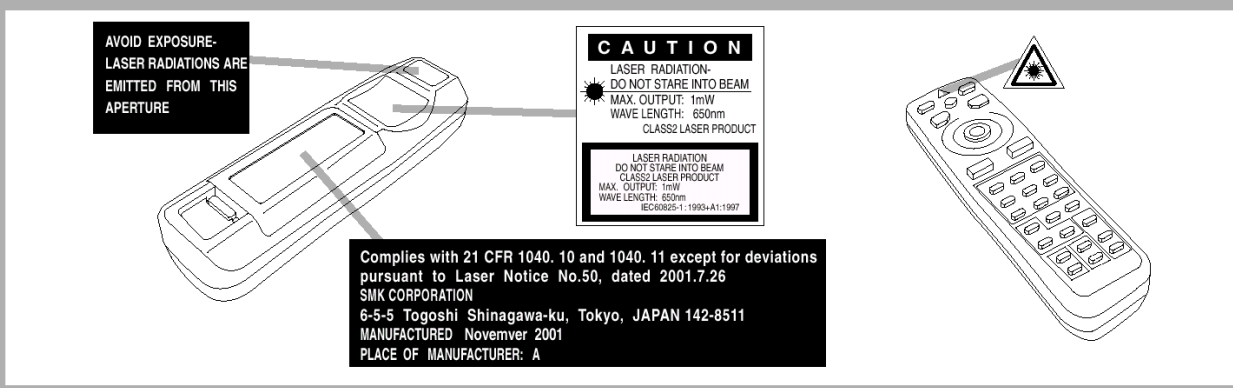 AVOID EXPOSURE-
LASER RADIATIONS ARE
EMITTED FROM THIS
APERTURE
CAUTION
LASER RADIATION-
DO NOT STARE INTO BEAM
MAX. OUTPUT: 1mW
WAVE LENGTH: 650nm
CLASS2 LASER PRODUCT
LASER RADIATION
DO NOT STARE INTO BEAM
CLASS2 LASER PRODUCT
MAX. OUTPUT: 1mW
WAVE LENGTH: 650nm
IEC60825-1:1993+A1:1997
Complies with 21 CFR 1040. 10 and 1040. 11 except for deviations
pursuant to Laser Notice No.50, dated 2001.7.26
SMK CORPORATION
6-5-5 Togoshi Shinagawa-ku, Tokyo, JAPAN 142-8511
MANUFACTURED Novemver 2001
PLACE OF MANUFACTURER: A